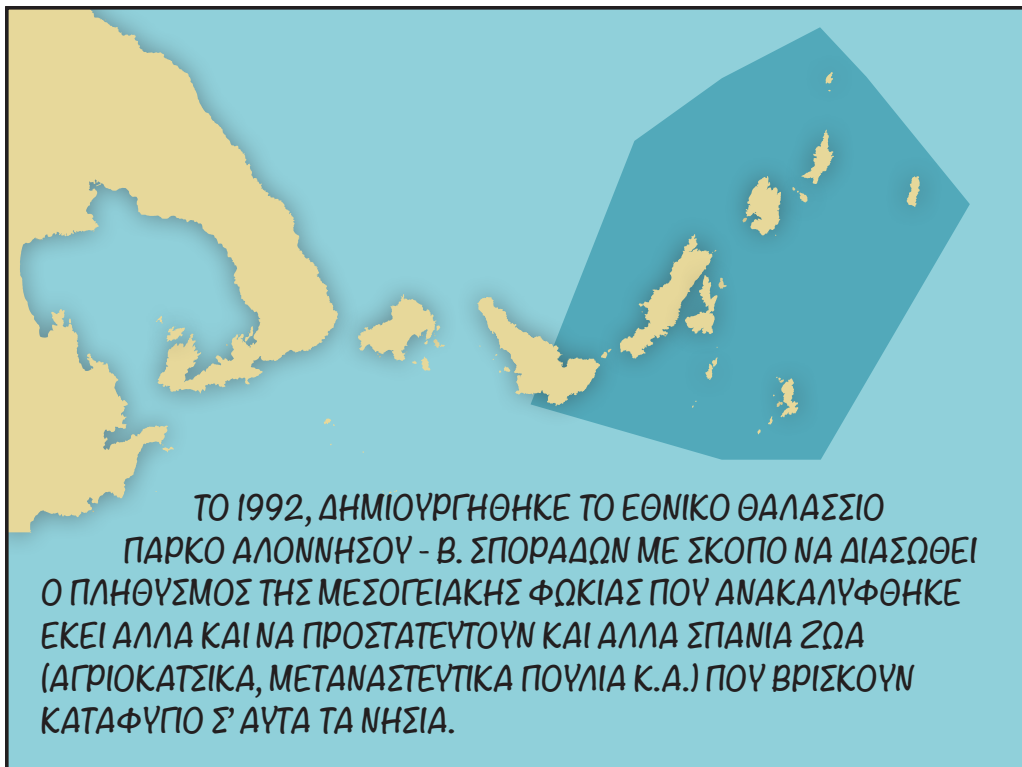 ΤΟ 1992, ΔΗΜΙΟΥΡΓΗΘΗΚΕ ΤΟ ΕΘΝΙΚΟ ΘΑΛΑΣΣΙΟ
ΠΑΡΚΟ ΑΛΟΝΝΗΣΟΥ - Β. ΣΠΟΡΑΔΩΝ ΜΕ ΣΚΟΠΟ ΝΑ ΔΙΑΣΩΘΕΙ
Ο ΠΛΗΘΥΣΜΟΣ ΤΗΣ ΜΕΣΟΓΕΙΑΚΗΣ ΦΩΚΙΑΣ ΠΟΥ ΑΝΑΚΑΛΥΦΘΗΚΕ
ΕΚΕΙ ΑΛΛΑ ΚΑΙ ΝΑ ΠΡΟΣΤΑΤΕΥΤΟΥΝ ΚΑΙ ΑΛΛΑ ΣΠΑΝΙΑ ΖΩΑ
(ΑΓΡΙΟΚΑΤΣΙΚΑ, ΜΕΤΑΝΑΣΤΕΥΤΙΚΑ ΠΟΥΛΙΑ Κ.Α.) ΠΟΥ ΒΡΙΣΚΟΥΝ
ΚΑΤΑΦΥΓΙΟ Σ' ΑΥΤΑ ΤΑ ΝΗΣΙΑ.